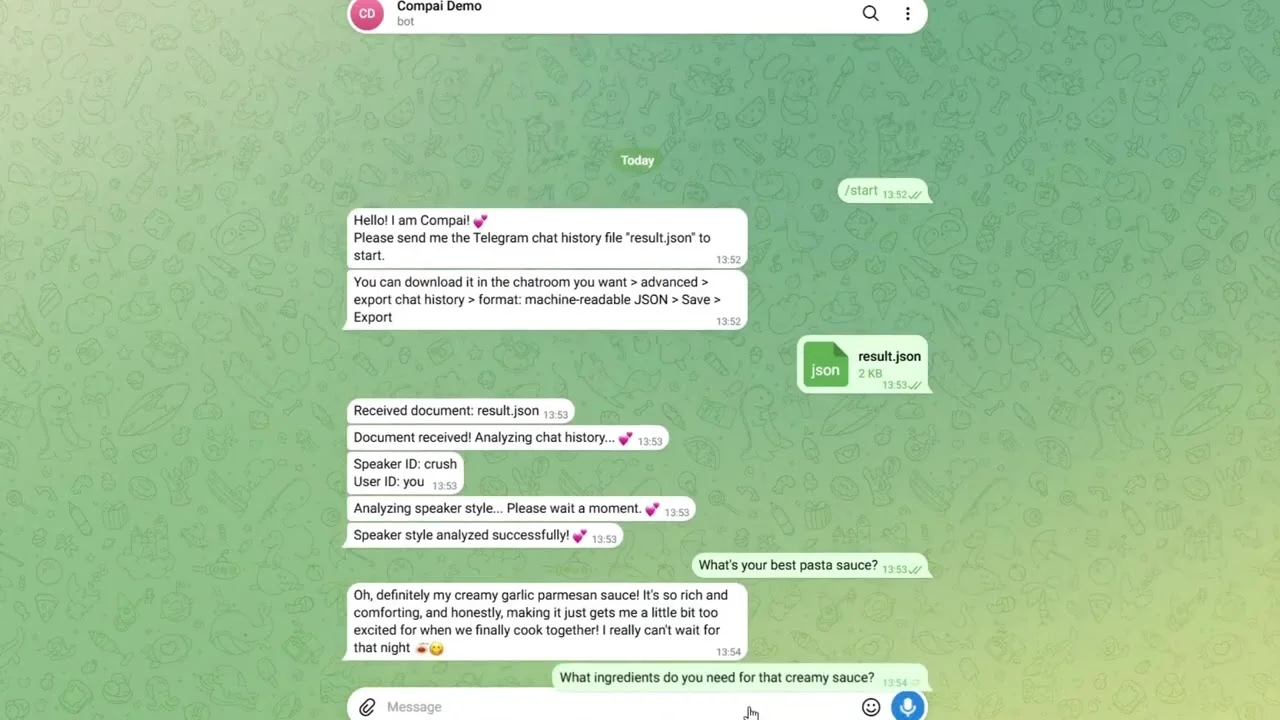 CD
Compai Demo
bot
Today
/start 13:52
Hello! I am Compai! 💕
Please send me the Telegram chat history file "result.json" to
start.
13:52
You can download it in the chatroom you want > advanced >
export chat history > format: machine-readable JSON > Save >
Export
13:52
json
result.json
2 KB
13:53
Received document: result.json 13:53
Document received! Analyzing chat history... 💕 13:53
Speaker ID: crush
User ID: you 13:53
Analyzing speaker style... Please wait a moment. 💕 13:53
Speaker style analyzed successfully! 💕 13:53
What's your best pasta sauce? 13:53
Oh, definitely my creamy garlic parmesan sauce! It's so rich and
comforting, and honestly, making it just gets me a little bit too
excited for when we finally cook together! I really can't wait for
that night 🍝😋 13:54
What ingredients do you need for that creamy sauce? 13:54
Message